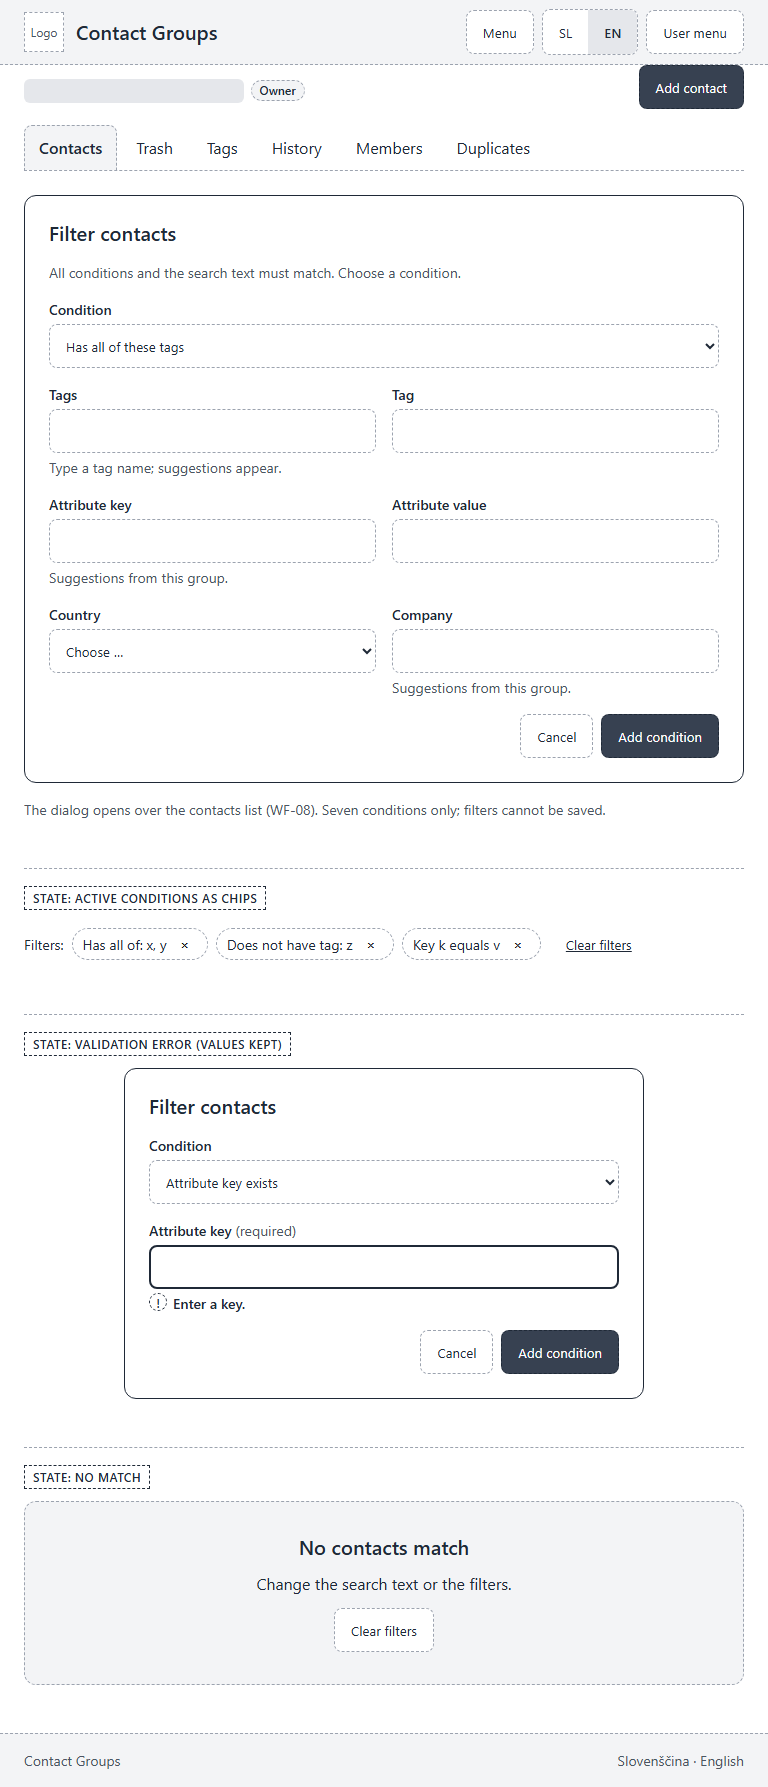 Logo Contact Groups Menu SL EN User menu
Owner Add contact
Contacts Trash Tags History Members Duplicates
Filter contacts
All conditions and the search text must match. Choose a condition.
Condition
Has all of these tags
Tags Tag
Type a tag name; suggestions appear.
Attribute key Attribute value
Suggestions from this group.
Country Company
Choose ...
Suggestions from this group.
Cancel Add condition
The dialog opens over the contacts list (WF-08). Seven conditions only; filters cannot be saved.
STATE: ACTIVE CONDITIONS AS CHIPS
Filters: Has all of: x, y × Does not have tag: z × Key k equals v × Clear filters
STATE: VALIDATION ERROR (VALUES KEPT)
Filter contacts
Condition
Attribute key exists
Attribute key (required)
! Enter a key.
Cancel Add condition
STATE: NO MATCH
No contacts match
Change the search text or the filters.
Clear filters
Contact Groups Slovenščina · English